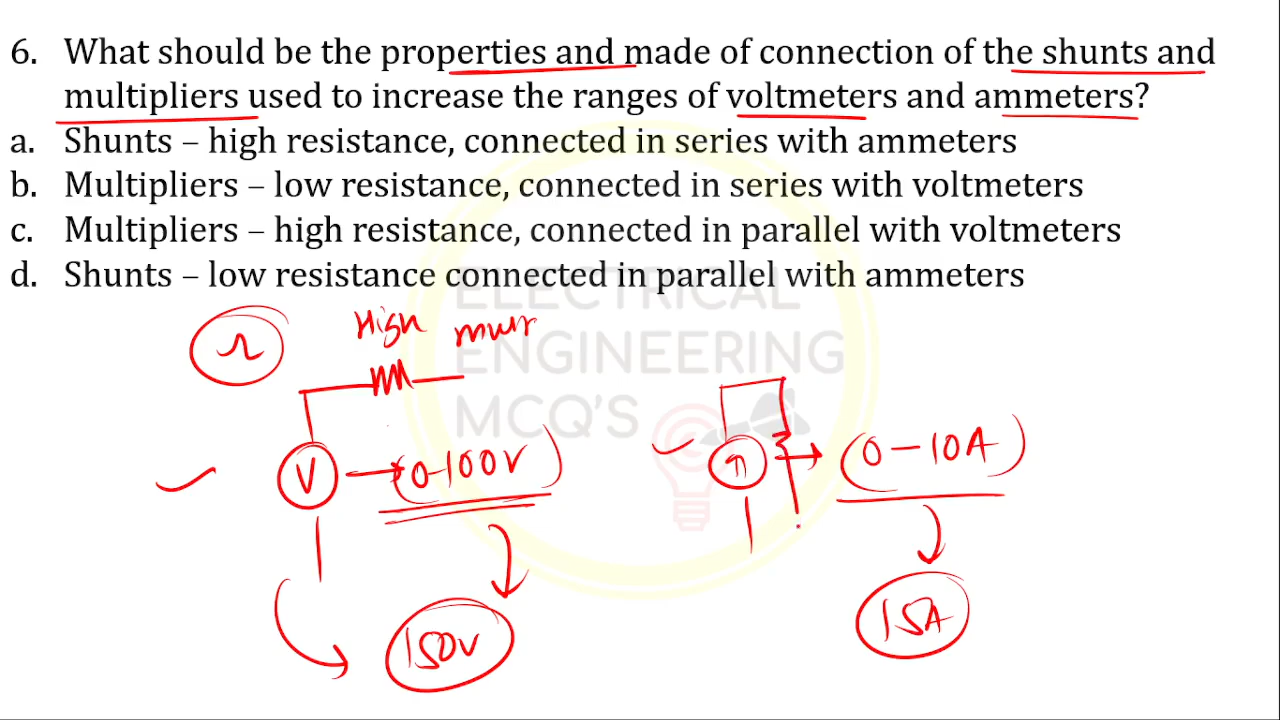 6. What should be the properties and made of connection of the shunts and
multipliers used to increase the ranges of voltmeters and ammeters?
a. Shunts – high resistance, connected in series with ammeters
b. Multipliers – low resistance, connected in series with voltmeters
c. Multipliers – high resistance, connected in parallel with voltmeters
d. Shunts – low resistance connected in parallel with ammeters
ELECTRICAL
ENGINEERING
MCQ'S
High
V
(0-100V)
(0-10A)
150V
15A